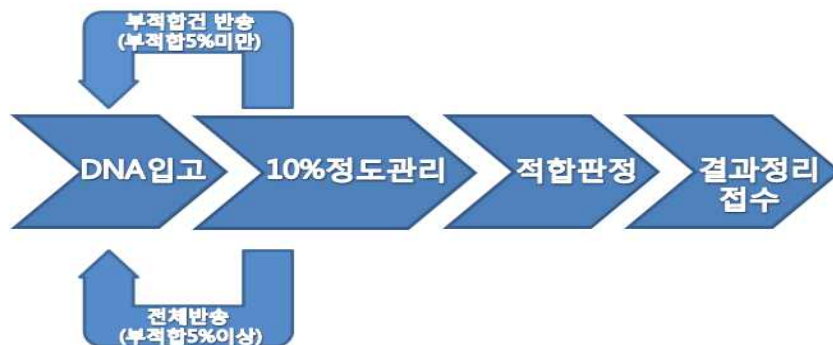 부적합건 반송
(부적합5%미만)
DNA입고
10%정도관리
적합판정
결과정리
접수
전체반송
(부적합5%이상)